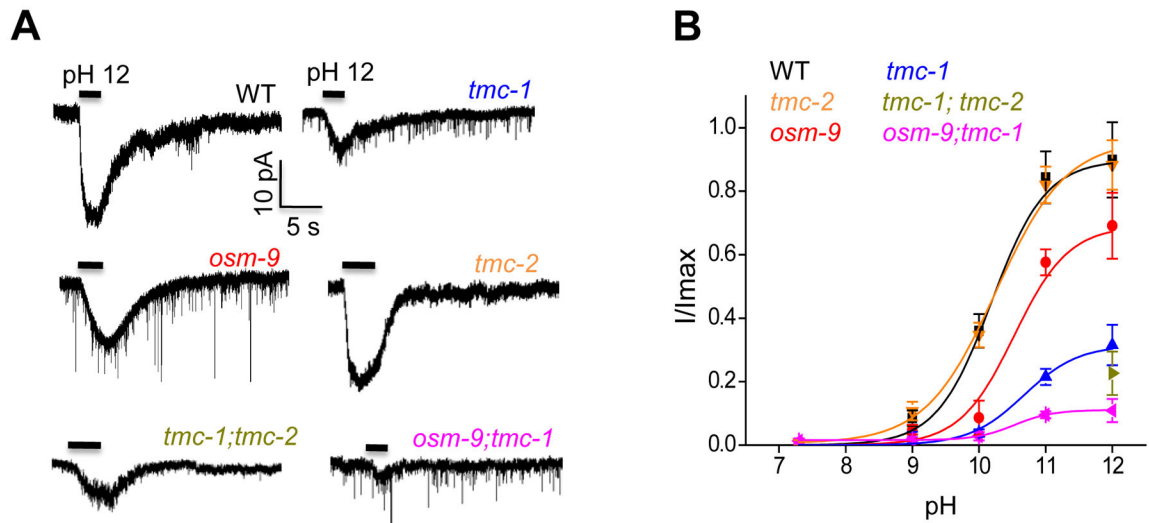 A
B
pH 12
WT
pH 12
tmc-1
10 pA
5 s
osm-9
tmc-2
tmc-1;tmc-2
osm-9;tmc-1
WT
tmc-1
tmc-2
tmc-1; tmc-2
osm-9
osm-9;tmc-1
I/Imax
1.0
0.8
0.6
0.4
0.2
0.0
7 8 9 10 11 12
pH